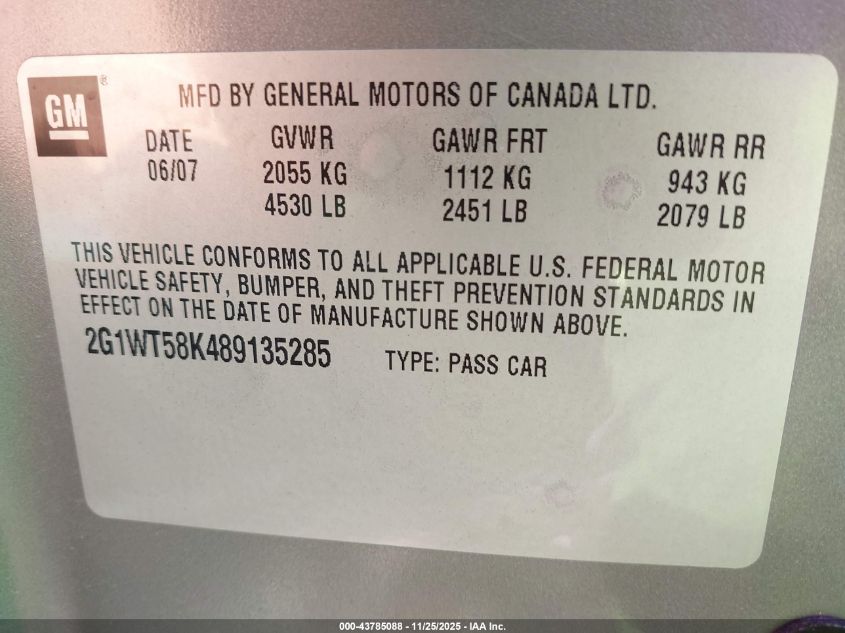 GM ®
MFD BY GENERAL MOTORS OF CANADA LTD.
DATE GVWR GAWR FRT GAWR RR
06/07 2055 KG 1112 KG 943 KG
4530 LB 2451 LB 2079 LB
THIS VEHICLE CONFORMS TO ALL APPLICABLE U.S. FEDERAL MOTOR
VEHICLE SAFETY, BUMPER, AND THEFT PREVENTION STANDARDS IN
EFFECT ON THE DATE OF MANUFACTURE SHOWN ABOVE.
2G1WT58K489135285 TYPE: PASS CAR
000-43785088 - 11/25/2025 - IAA Inc.